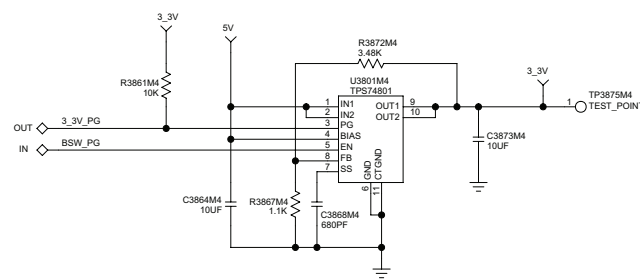 3_3V
5V
R3872M4
3.48K
R3861M4
10K
U3801M4
TPS74801
3_3V
TP3875M4
TEST_POINT
1
1 IN1 OUT1 9
2 IN2 OUT2 10
OUT 3_3V_PG 3 PG
4 BIAS
IN BSW_PG 5 EN
8 FB
7 SS
GND
CTGND
6
11
C3873M4
10UF
C3864M4
10UF
R3867M4
1.1K
C3868M4
680PF